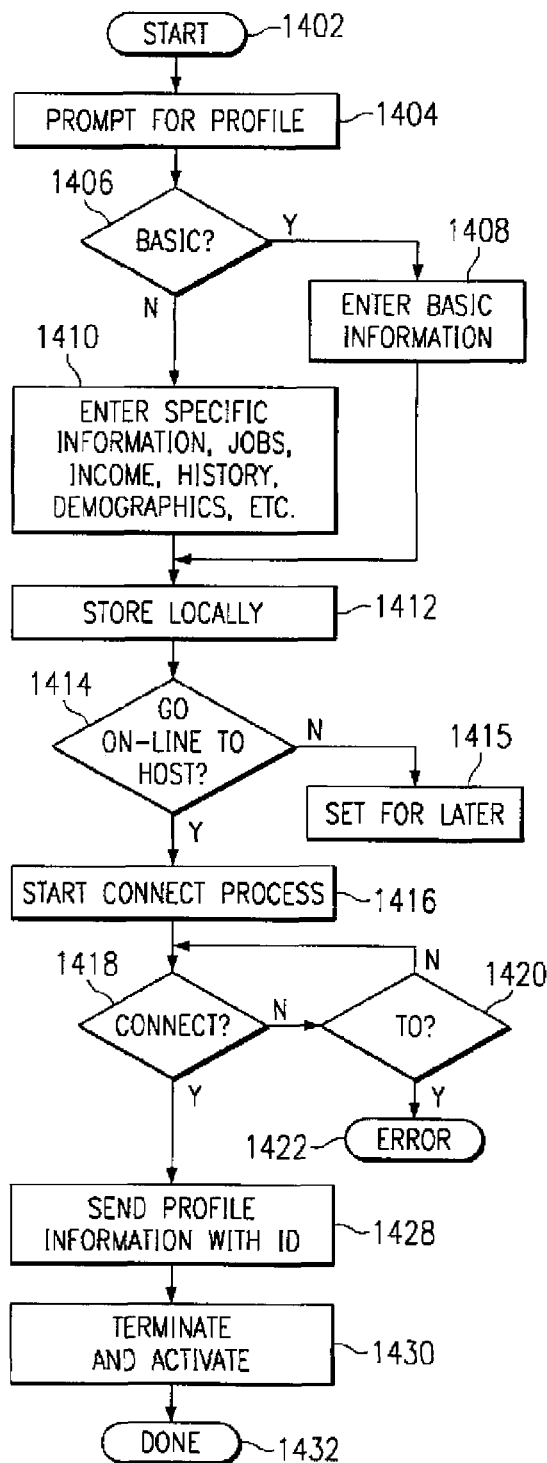 START
1402
PROMPT FOR PROFILE
1404
1406
BASIC?
Y
N
1408
ENTER BASIC
INFORMATION
1410
ENTER SPECIFIC
INFORMATION, JOBS,
INCOME, HISTORY,
DEMOGRAPHICS, ETC.
STORE LOCALLY
1412
1414
GO
ON-LINE TO
HOST?
N
Y
1415
SET FOR LATER
START CONNECT PROCESS
1416
1418
CONNECT?
N
Y
N
1420
TO?
Y
1422
ERROR
SEND PROFILE
INFORMATION WITH ID
1428
TERMINATE
AND ACTIVATE
1430
DONE
1432